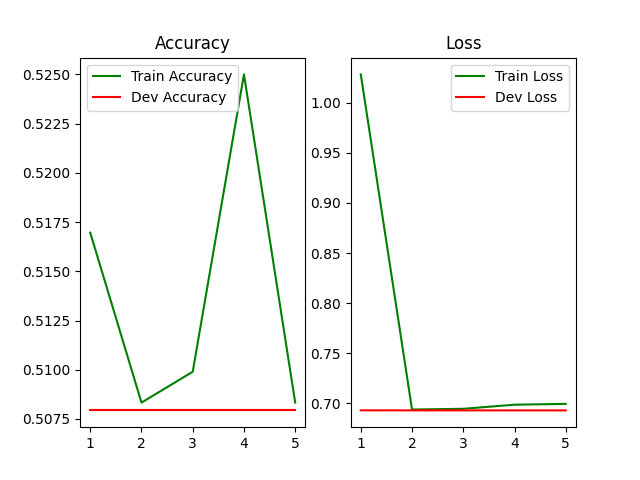 Accuracy
Train Accuracy
Dev Accuracy
0.5250
0.5225
0.5200
0.5175
0.5150
0.5125
0.5100
0.5075
1 2 3 4 5
Loss
Train Loss
Dev Loss
1.00
0.95
0.90
0.85
0.80
0.75
0.70
1 2 3 4 5